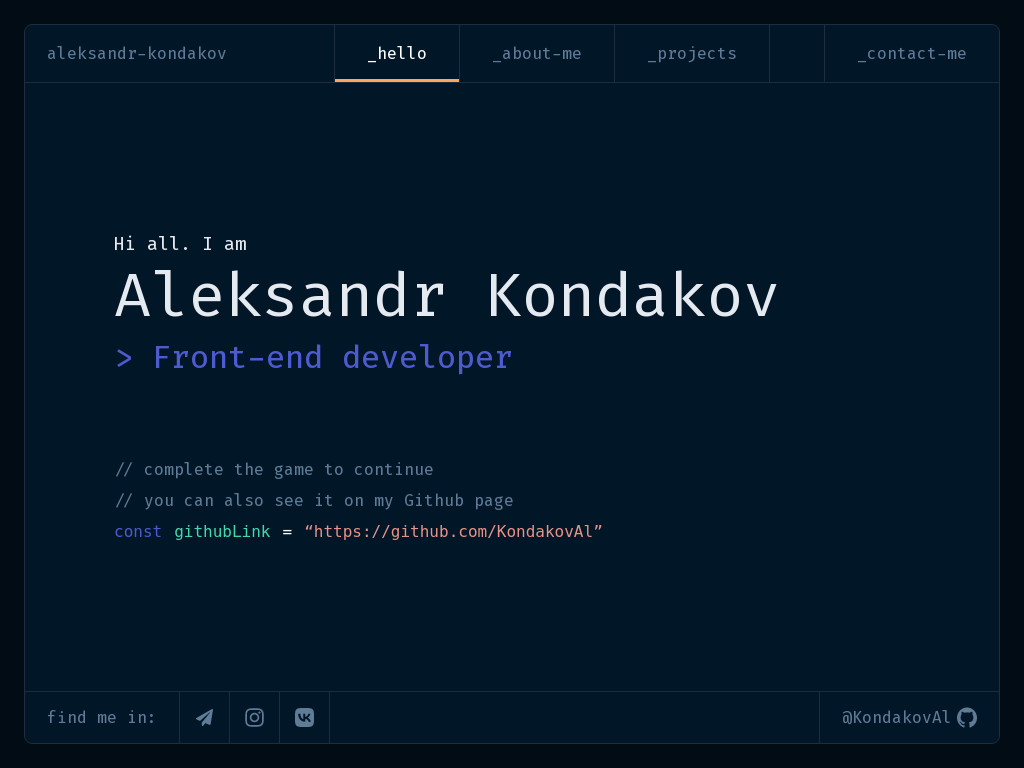 aleksandr-kondakov _hello _about-me _projects _contact-me
Hi all. I am
Aleksandr Kondakov
> Front-end developer
// complete the game to continue
// you can also see it on my Github page
const githubLink = “https://github.com/KondakovAl”
find me in: @KondakovAl